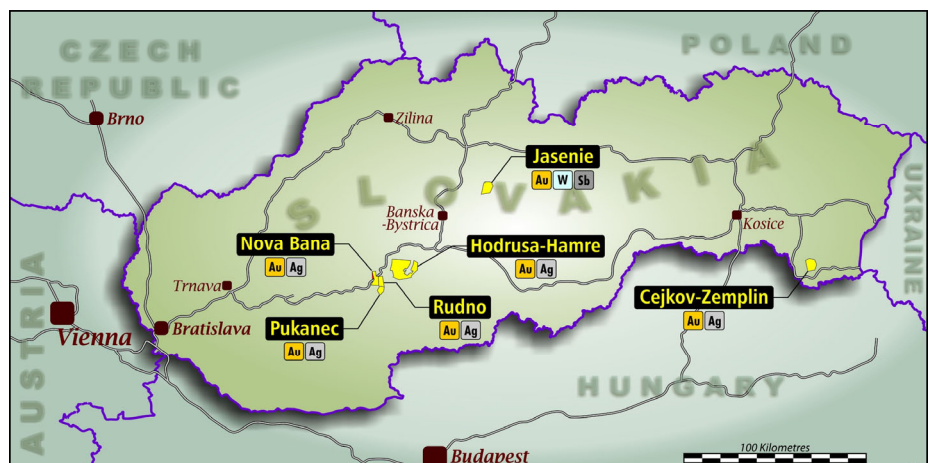 CZECH
REPUBLIC
POLAND
Brno
Zilina
Jasenie
Au W Sb
SLOVAKIA
UKRAINE
Banska
-Bystrica
Kosice
Nova Bana
Au Ag
Hodrusa-Hamre
Au Ag
Trnava
Rudno
Au Ag
Cejkov-Zemplin
Au Ag
Pukanec
Au Ag
Bratislava
Vienna
AUSTRIA
HUNGARY
100 Kilometres
Budapest